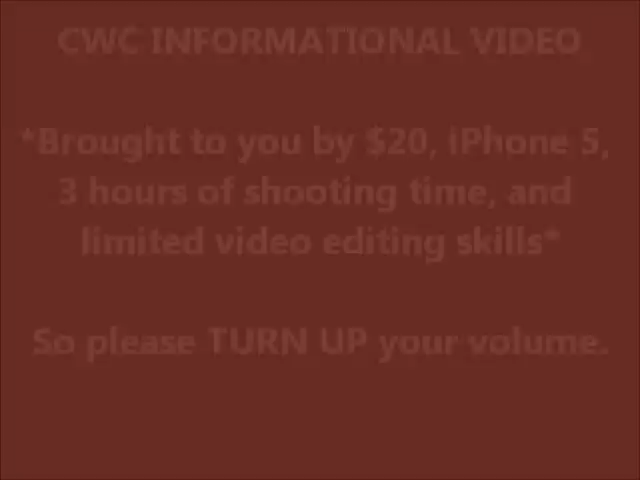 CWC INFORMATIONAL VIDEO
*Brought to you by $20, iPhone 5,
3 hours of shooting time, and
limited video editing skills*
So please TURN UP your volume.